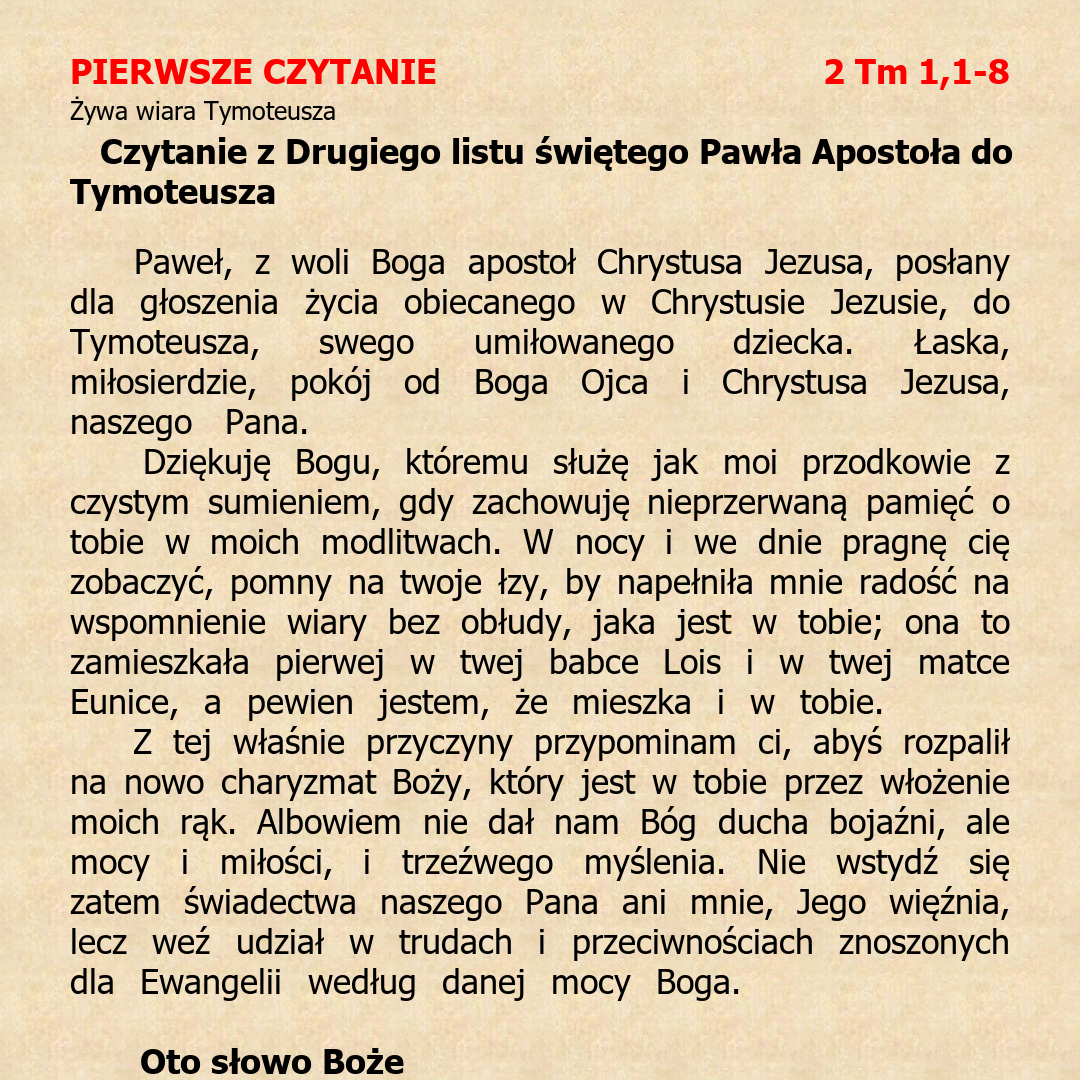 PIERWSZE CZYTANIE 2 Tm 1,1-8
Żywa wiara Tymoteusza
Czytanie z Drugiego listu świętego Pawła Apostoła do
Tymoteusza
Paweł, z woli Boga apostoł Chrystusa Jezusa, posłany
dla głoszenia życia obiecanego w Chrystusie Jezusie, do
Tymoteusza, swego umiłowanego dziecka. Łaska,
miłosierdzie, pokój od Boga Ojca i Chrystusa Jezusa,
naszego Pana.
Dziękuję Bogu, któremu służę jak moi przodkowie z
czystym sumieniem, gdy zachowuję nieprzerwaną pamięć o
tobie w moich modlitwach. W nocy i we dnie pragnę cię
zobaczyć, pomny na twoje łzy, by napełniła mnie radość na
wspomnienie wiary bez obłudy, jaka jest w tobie; ona to
zamieszkała pierwej w twej babce Lois i w twej matce
Eunice, a pewien jestem, że mieszka i w tobie.
Z tej właśnie przyczyny przypominam ci, abyś rozpalił
na nowo charyzmat Boży, który jest w tobie przez włożenie
moich rąk. Albowiem nie dał nam Bóg ducha bojaźni, ale
mocy i miłości, i trzeźwego myślenia. Nie wstydź się
zatem świadectwa naszego Pana ani mnie, Jego więźnia,
lecz weź udział w trudach i przeciwnościach znoszonych
dla Ewangelii według danej mocy Boga.
Oto słowo Boże